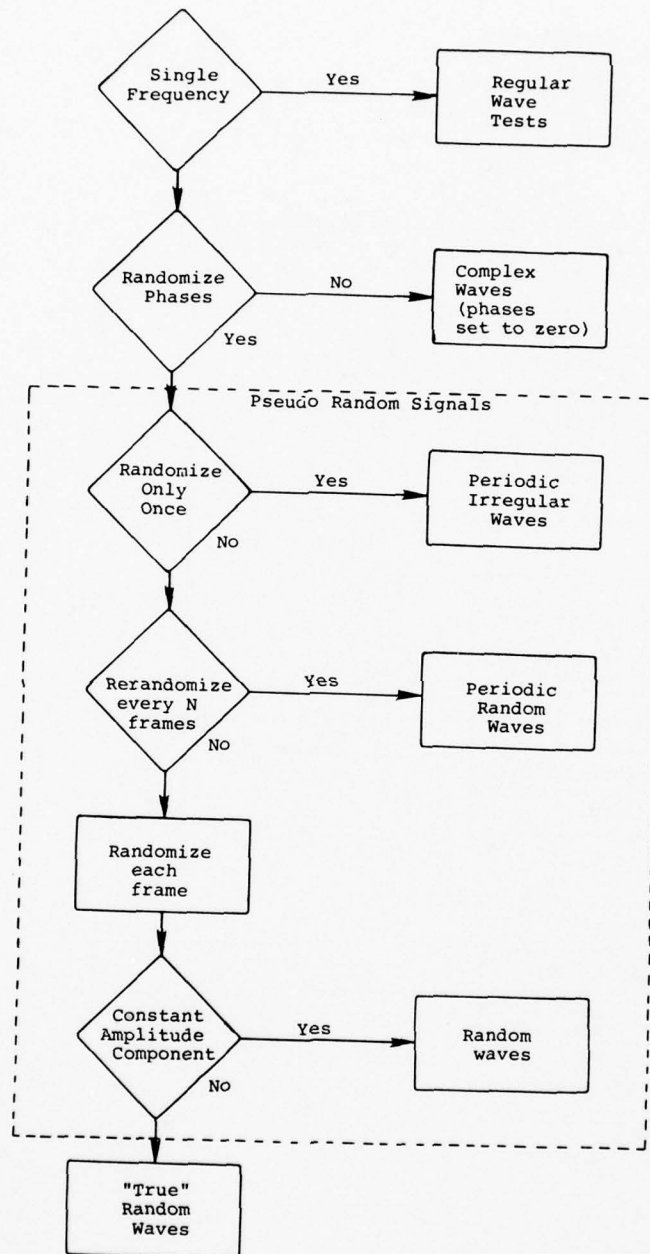 Single
Frequency
Yes
Regular
Wave
Tests
Randomize
Phases
No
Complex
Waves
(phases
set to zero)
Yes
Pseudo Random Signals
Randomize
Only
Once
Yes
Periodic
Irregular
Waves
No
Rerandomize
every N
frames
Yes
Periodic
Random
Waves
No
Randomize
each
frame
Constant
Amplitude
Component
Yes
Random
waves
No
"True"
Random
Waves